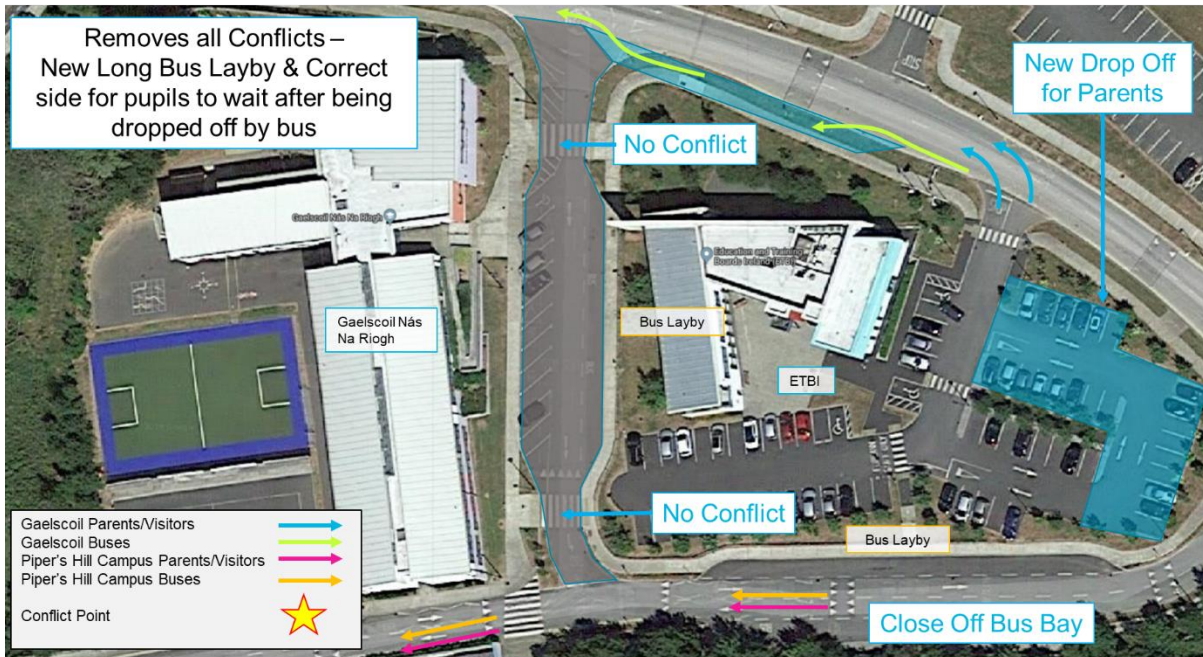 Removes all Conflicts –
New Long Bus Layby & Correct
side for pupils to wait after being
dropped off by bus
New Drop Off
for Parents
No Conflict
Gaelscoil Nás Na Ríogh
Education and Training
Boards Ireland (ETBI)
Gaelscoil Nás
Na Riogh
Bus Layby
ETBI
No Conflict
Bus Layby
Close Off Bus Bay
Gaelscoil Parents/Visitors
Gaelscoil Buses
Piper's Hill Campus Parents/Visitors
Piper's Hill Campus Buses
Conflict Point